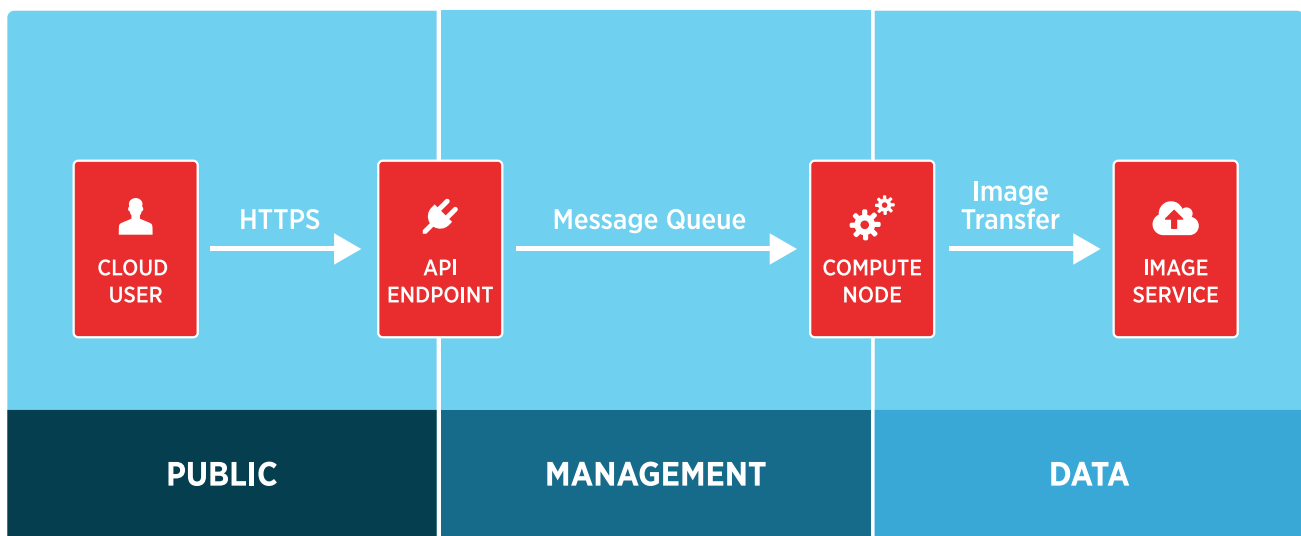 HTTPS
Message Queue
Image
Transfer
CLOUD
USER
API
ENDPOINT
COMPUTE
NODE
IMAGE
SERVICE
PUBLIC
MANAGEMENT
DATA